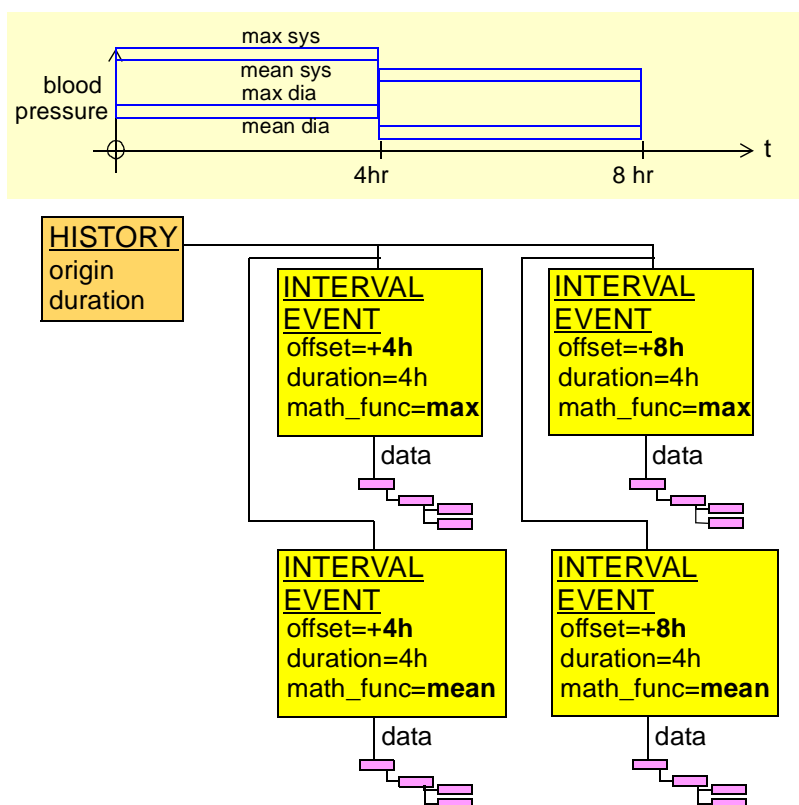 max sys
mean sys
max dia
mean dia
blood
pressure
t
4hr
8 hr
HISTORY
origin
duration
INTERVAL
EVENT
offset=+4h
duration=4h
math_func=max
data
INTERVAL
EVENT
offset=+8h
duration=4h
math_func=max
data
INTERVAL
EVENT
offset=+4h
duration=4h
math_func=mean
data
INTERVAL
EVENT
offset=+8h
duration=4h
math_func=mean
data